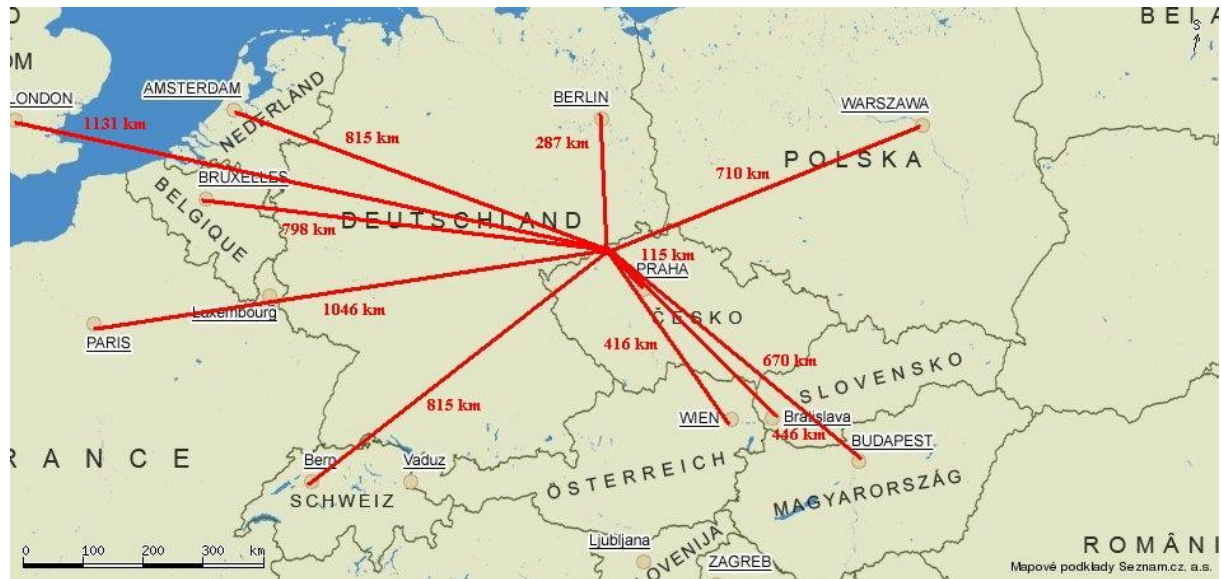 D
OM
LONDON
AMSTERDAM
NEDERLAND
1131 km
815 km
BERLIN
287 km
WARSZAWA
POLSKA
710 km
BELA
S
BRUXELLES
BELGIQUE
798 km
DEUTSCHLAND
115 km
PRAHA
ČESKO
Luxembourg
1046 km
PARIS
416 km
670 km
SLOVENSKO
815 km
WIEN
Bratislava
446 km
BUDAPEST
RANCE
Bern
Vaduz
SCHWEIZ
ÖSTERREICH
MAGYARORSZÁG
Ljubljana
SLOVENIJA
ZAGREB
ROMÂNI
0 100 200 300 km
Mapové podklady Seznam.cz. a.s.